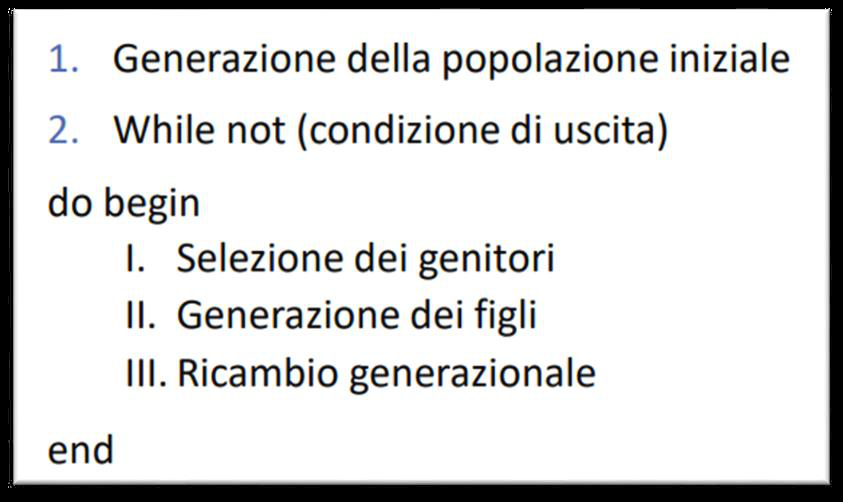 1. Generazione della popolazione iniziale
2. While not (condizione di uscita)
do begin
I. Selezione dei genitori
II. Generazione dei figli
III. Ricambio generazionale
end